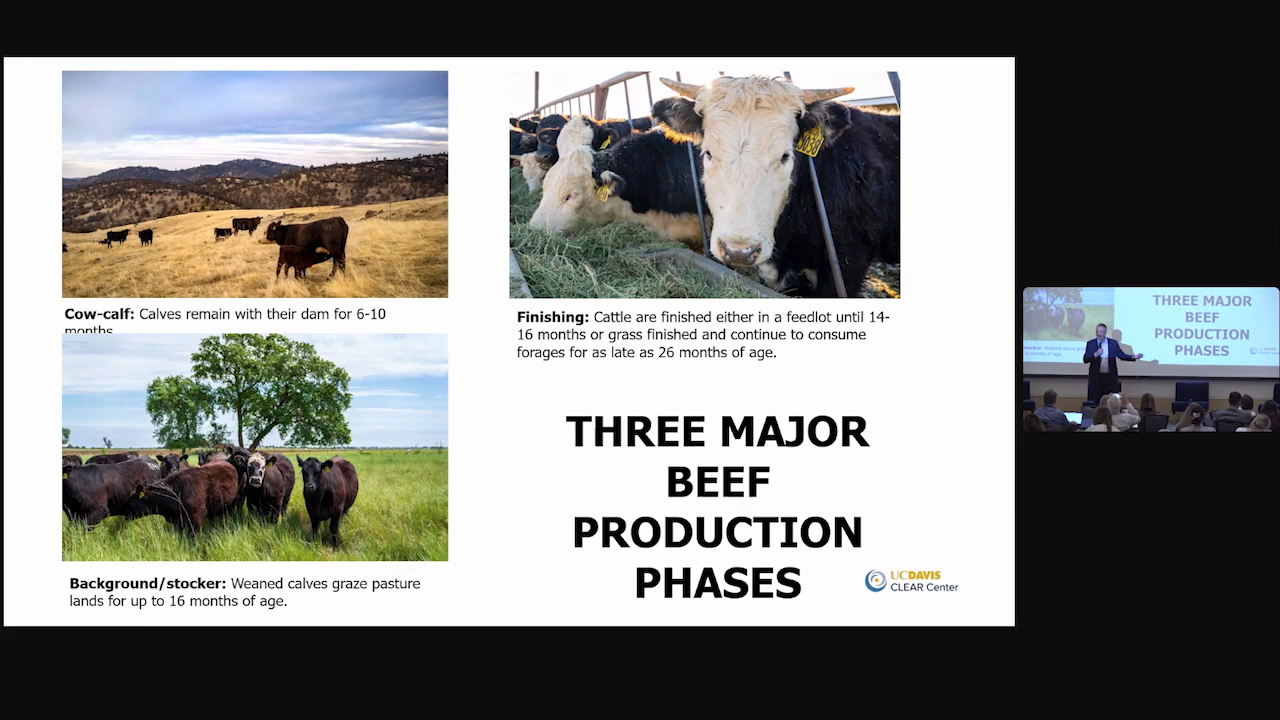 Cow-calf: Calves remain with their dam for 6-10
months.
Background/stocker: Weaned calves graze pasture
lands for up to 16 months of age.
Finishing: Cattle are finished either in a feedlot until 14-
16 months or grass finished and continue to consume
forages for as late as 26 months of age.
THREE MAJOR
BEEF
PRODUCTION
PHASES
UCDAVIS
CLEAR Center
THREE MAJOR
BEEF
PRODUCTION
PHASES